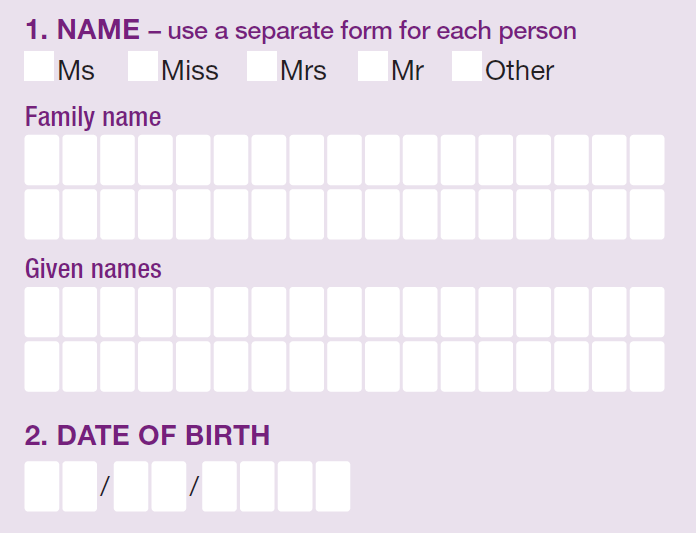 1. NAME – use a separate form for each person
Ms Miss Mrs Mr Other
Family name
Given names
2. DATE OF BIRTH
/ /